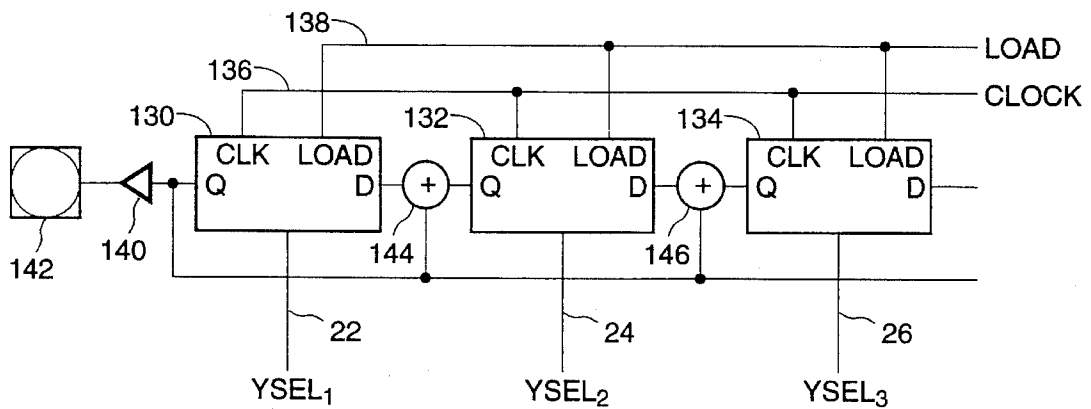 138
LOAD
136
CLOCK
130
132
134
CLK LOAD
CLK LOAD
CLK LOAD
Q D
+
Q D
+
Q D
142
140
144
146
22
24
26
YSEL1
YSEL2
YSEL3